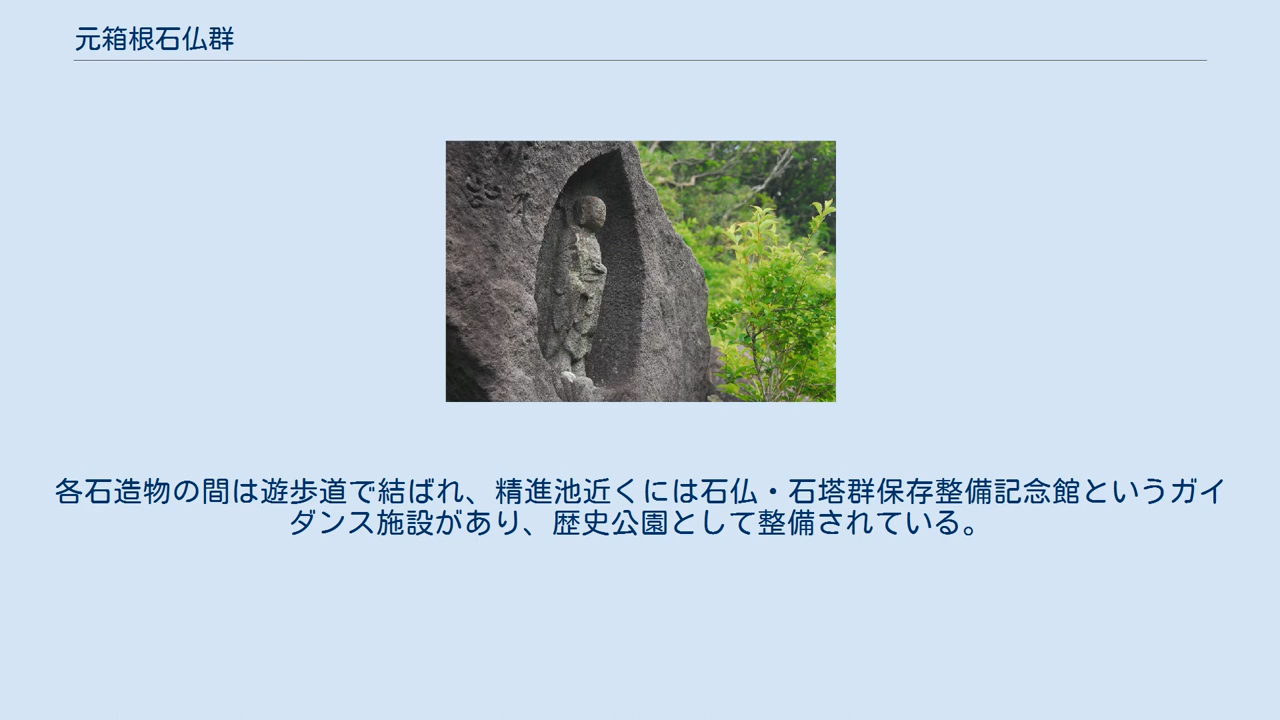 元箱根石仏群
各石造物の間は遊歩道で結ばれ、精進池近くには石仏・石塔群保存整備記念館というガイ
ダンス施設があり、歴史公園として整備されている。